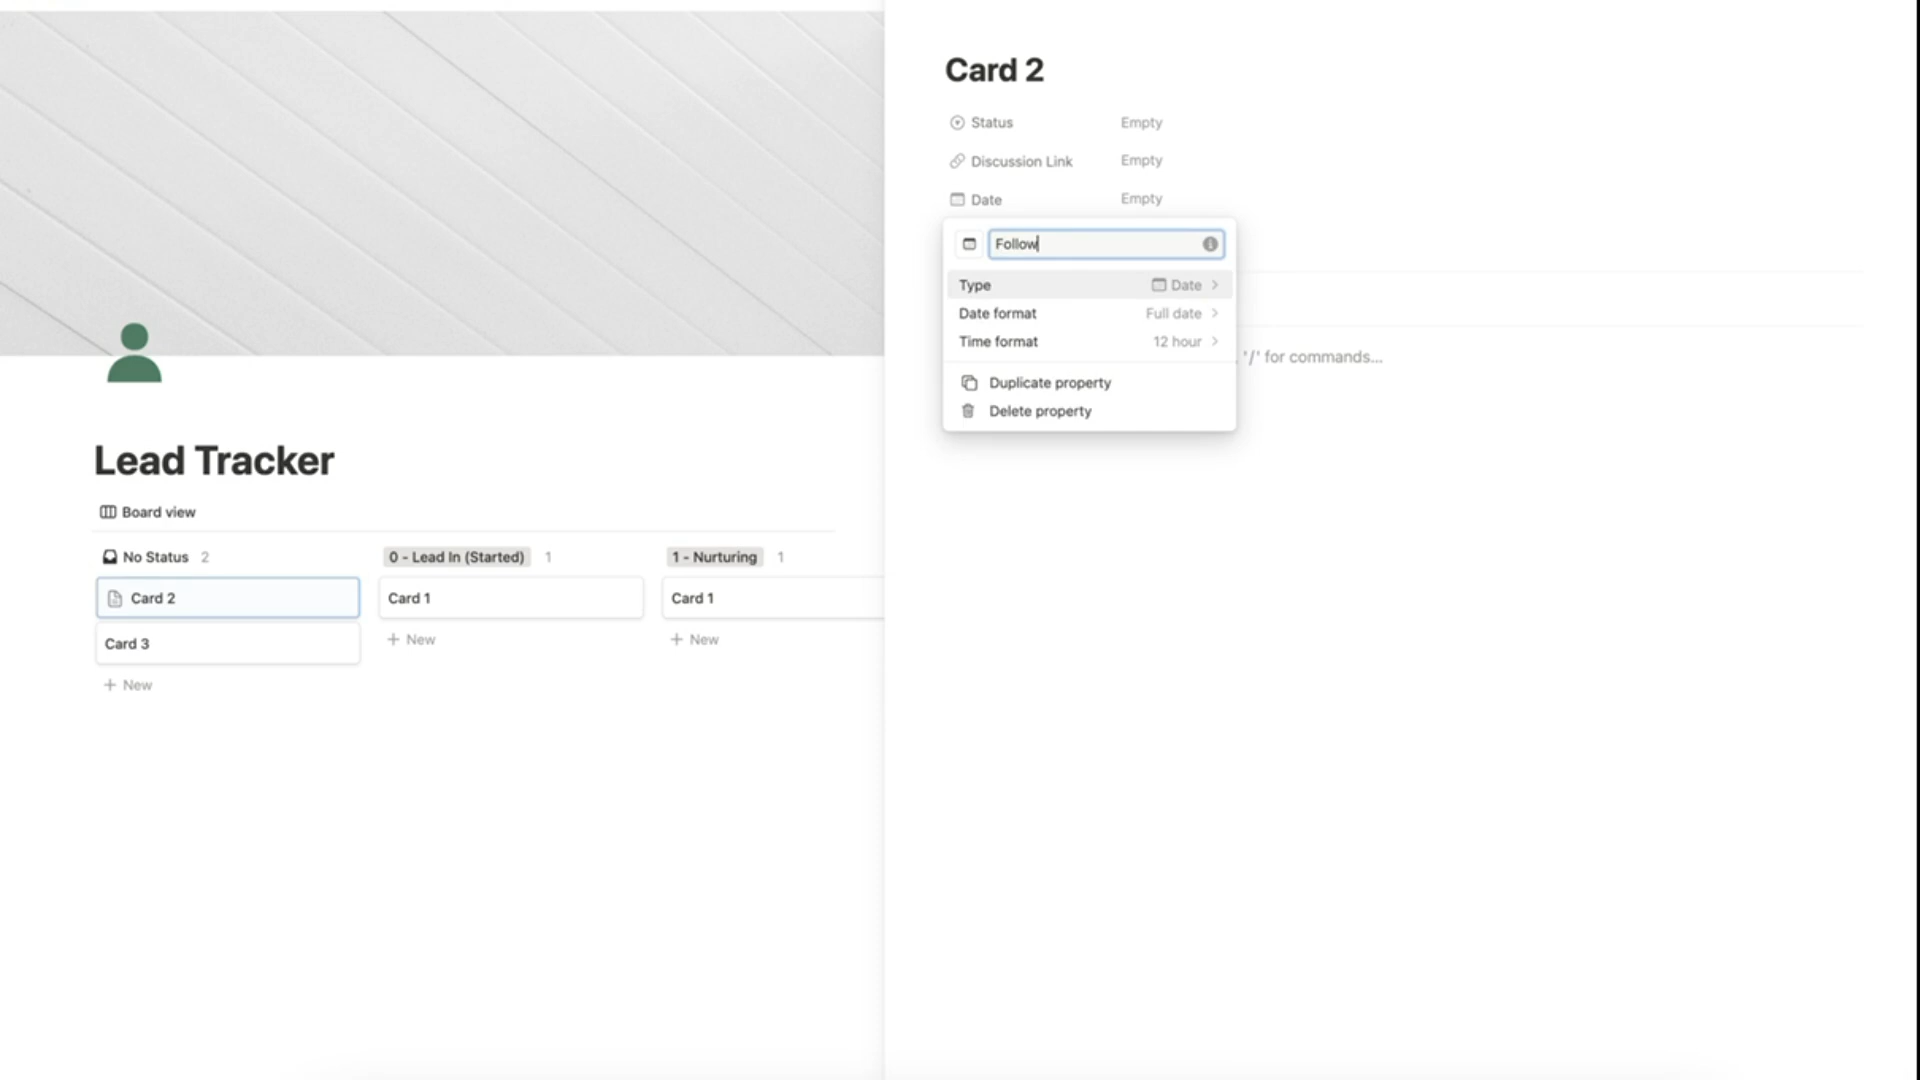 Lead Tracker
Board view
No Status 2
Card 2
Card 3
+ New
0 - Lead In (Started) 1
Card 1
+ New
1 - Nurturing 1
Card 1
+ New
Card 2
Status Empty
Discussion Link Empty
Date Empty
Follow
Type Date
Date format Full date
Time format 12 hour
Duplicate property
Delete property
'/' for commands...